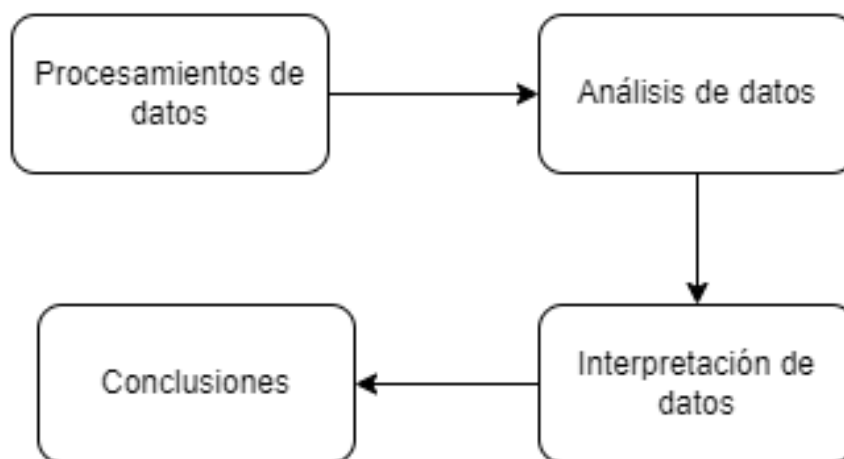 Procesamientos de
datos
Análisis de datos
Interpretación de
datos
Conclusiones